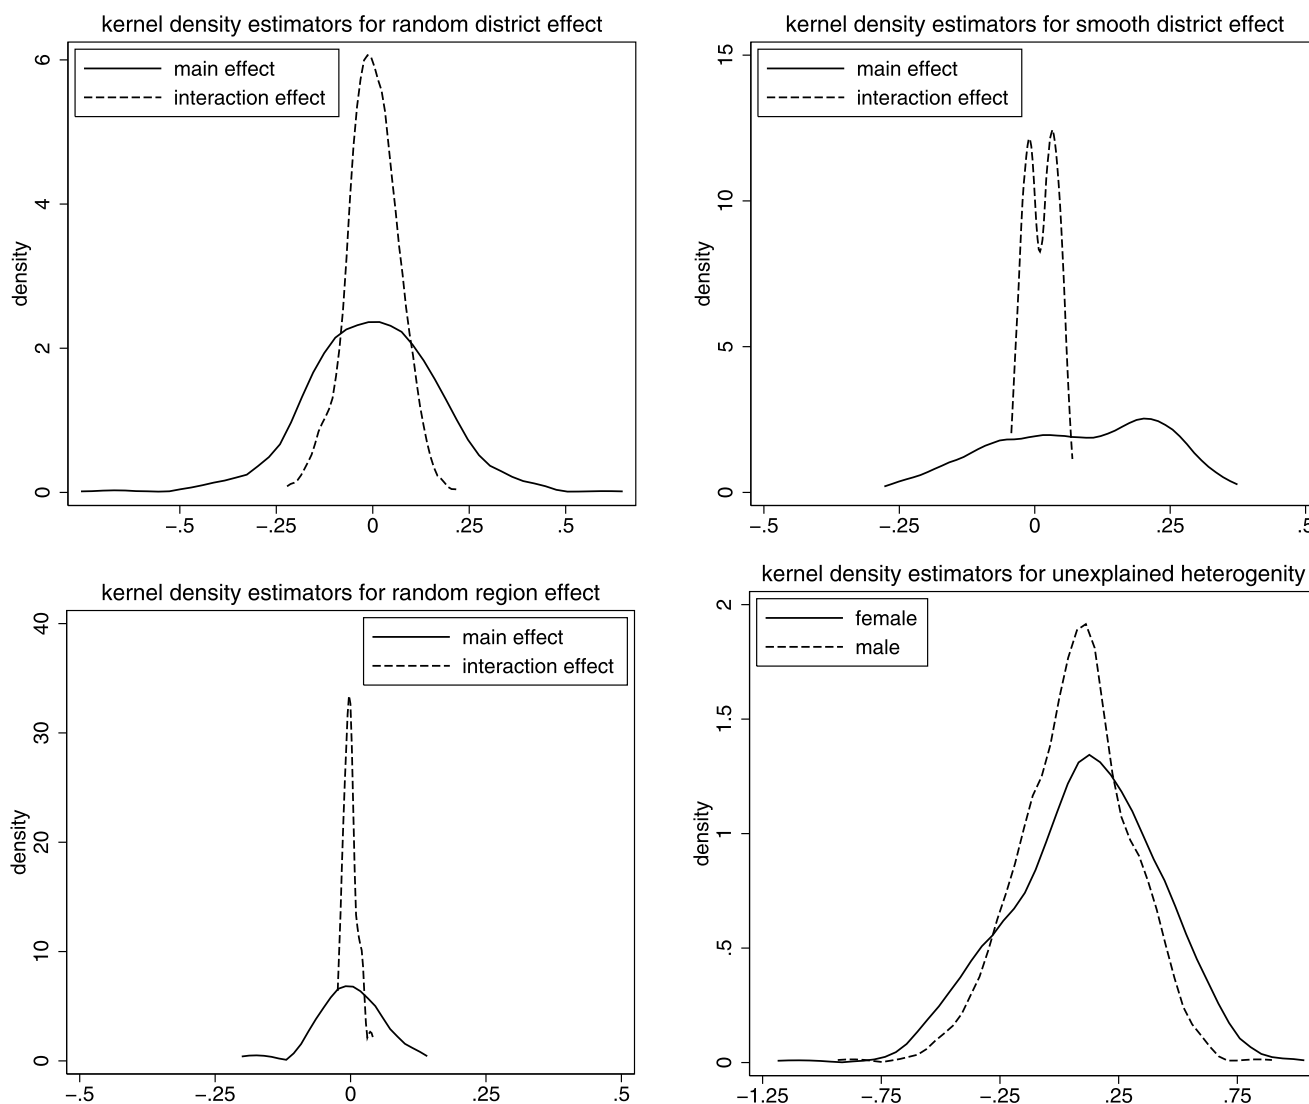 kernel density estimators for random district effect
main effect
interaction effect
density
6
4
2
0
-.5
-.25
0
.25
.5
kernel density estimators for smooth district effect
main effect
interaction effect
density
15
10
5
0
-.5
-.25
0
.25
.5
kernel density estimators for random region effect
main effect
interaction effect
density
40
30
20
10
0
-.5
-.25
0
.25
.5
kernel density estimators for unexplained heterogenity
female
male
density
2
1.5
1
.5
0
-1.25
-.75
-.25
.25
.75